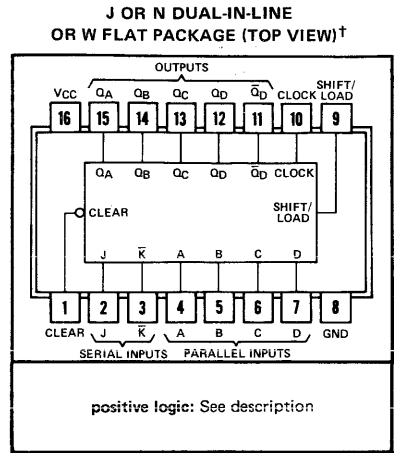 J OR N DUAL-IN-LINE
OR W FLAT PACKAGE (TOP VIEW)†
OUTPUTS
VCC QA QB QC QD Q̅D CLOCK SHIFT/
LOAD
16 15 14 13 12 11 10 9
QA QB QC QD Q̅D CLOCK
CLEAR
SHIFT/
LOAD
J K̅ A B C D
1 2 3 4 5 6 7 8
CLEAR J K̅ A B C D GND
SERIAL INPUTS PARALLEL INPUTS
positive logic: See description